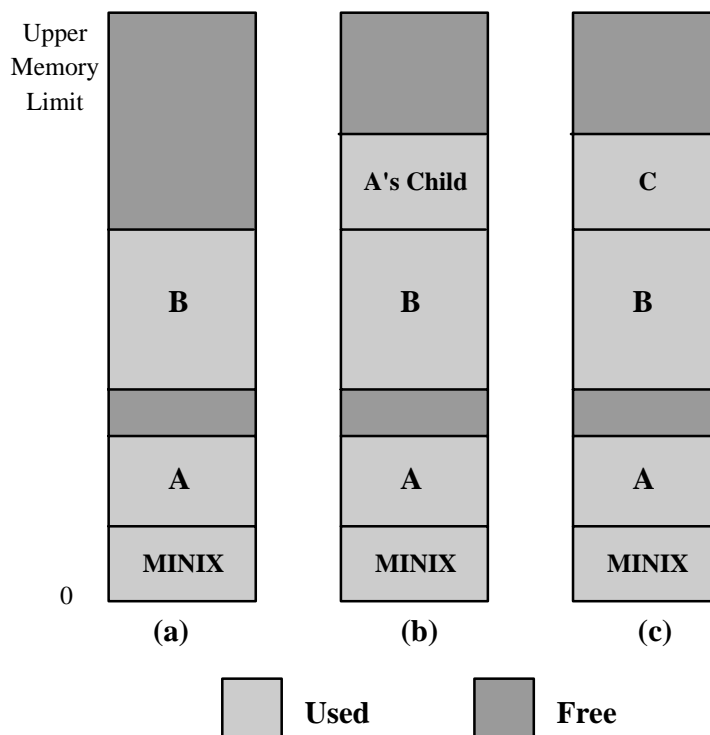 Upper
Memory
Limit
B
A
MINIX
0
(a)
A's Child
B
A
MINIX
(b)
C
B
A
MINIX
(c)
Used
Free